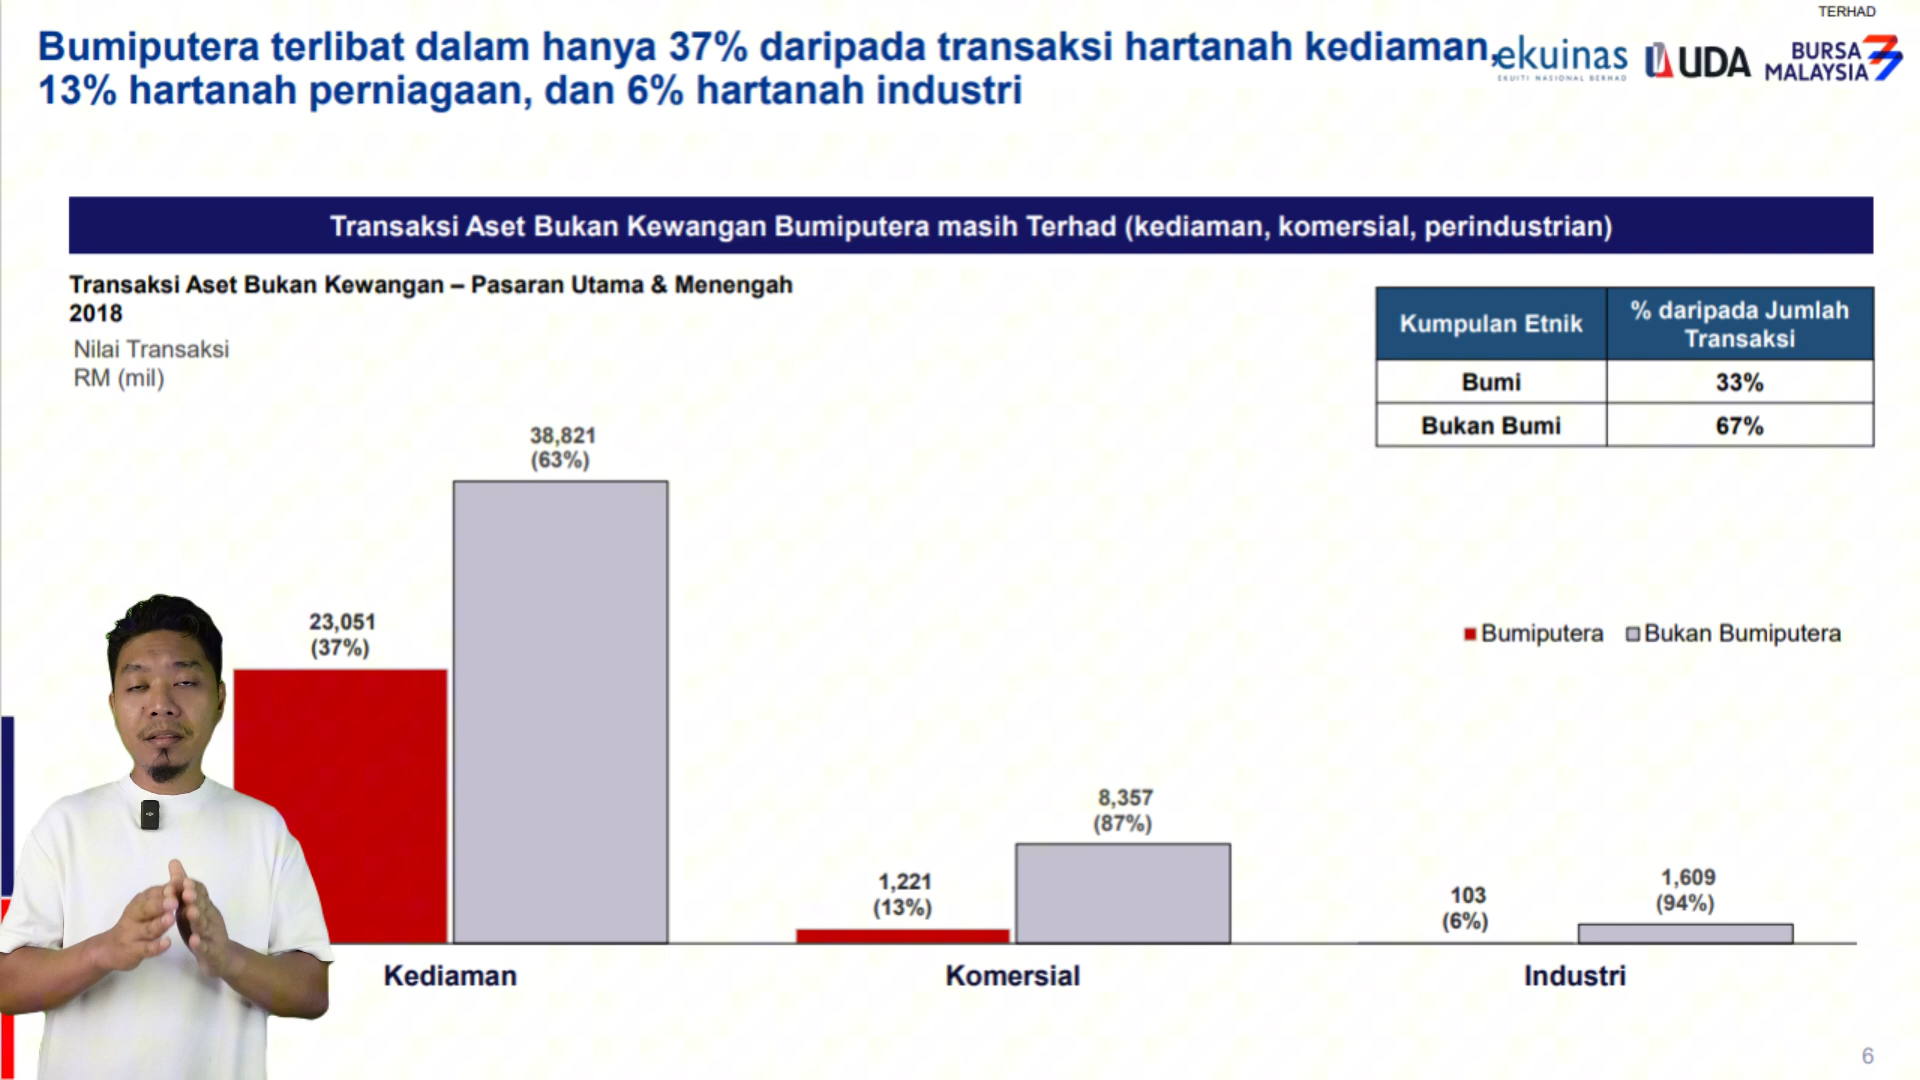 TERHAD
Bumiputera terlibat dalam hanya 37% daripada transaksi hartanah kediaman,
13% hartanah perniagaan, dan 6% hartanah industri
ekuinas
EKUITI NASIONAL BERHAD
UDA
BURSA
MALAYSIA
Transaksi Aset Bukan Kewangan Bumiputera masih Terhad (kediaman, komersial, perindustrian)
Transaksi Aset Bukan Kewangan – Pasaran Utama & Menengah
2018
Nilai Transaksi
RM (mil)
Kumpulan Etnik
% daripada Jumlah
Transaksi
Bumi 33%
Bukan Bumi 67%
38,821
(63%)
23,051
(37%)
Bumiputera Bukan Bumiputera
8,357
(87%)
1,221
(13%)
1,609
(94%)
103
(6%)
Kediaman Komersial Industri
6